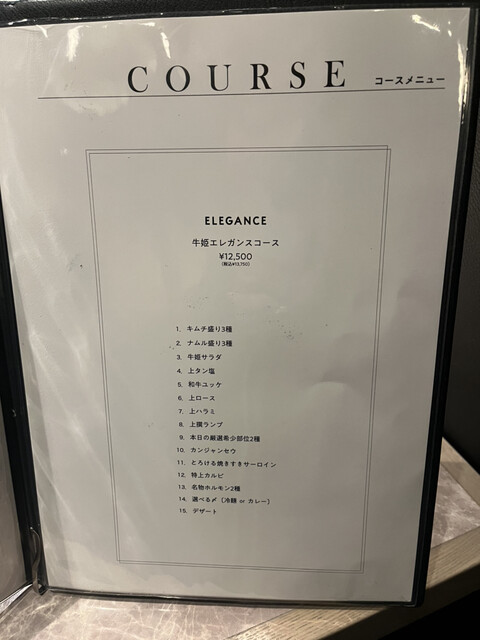 COURSE コースメニュー
ELEGANCE
牛姫エレガンスコース
¥12,500
(税込¥13,750)
1. キムチ盛り3種
2. ナムル盛り3種
3. 牛姫サラダ
4. 上タン塩
5. 和牛ユッケ
6. 上ロース
7. 上ハラミ
8. 上撰ランプ
9. 本日の厳選希少部位2種
10. カンジャンセウ
11. とろける焼きすきサーロイン
12. 特上カルビ
13. 名物ホルモン2種
14. 選べる〆（冷麺 or カレー）
15. デザート